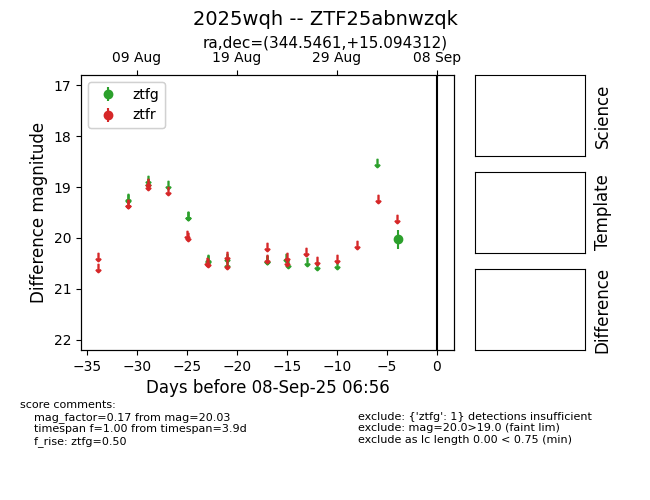 2025wqh -- ZTF25abnwzqk
ra,dec=(344.5461,+15.094312)
09 Aug 19 Aug 29 Aug 08 Sep
ztfg
ztfr
17
18
19
20
21
22
Difference magnitude
−35 −30 −25 −20 −15 −10 −5 0
Days before 08-Sep-25 06:56
Science
Template
Difference
score comments:
mag_factor=0.17 from mag=20.03
timespan f=1.00 from timespan=3.9d
f_rise: ztfg=0.50
exclude: {'ztfg': 1} detections insufficient
exclude: mag=20.0>19.0 (faint lim)
exclude as lc length 0.00 < 0.75 (min)